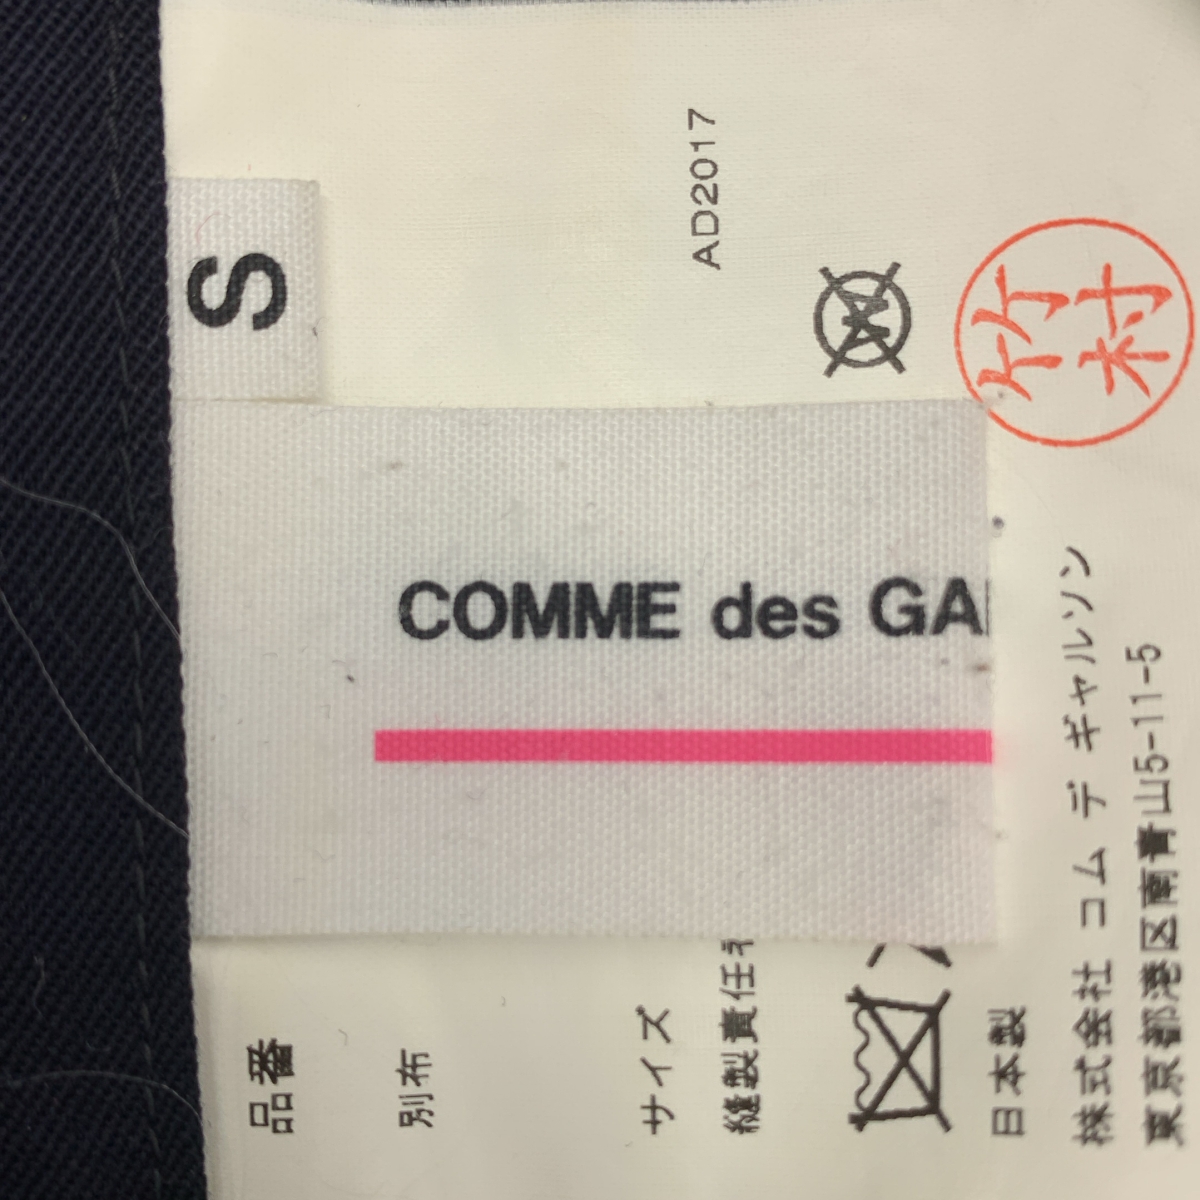 S
COMME des GA
AD2017
竹村
品番
別布
サイズ
縫製責任
日本製
株式会社 コム デ ギャルソン
東京都港区南青山5-11-5